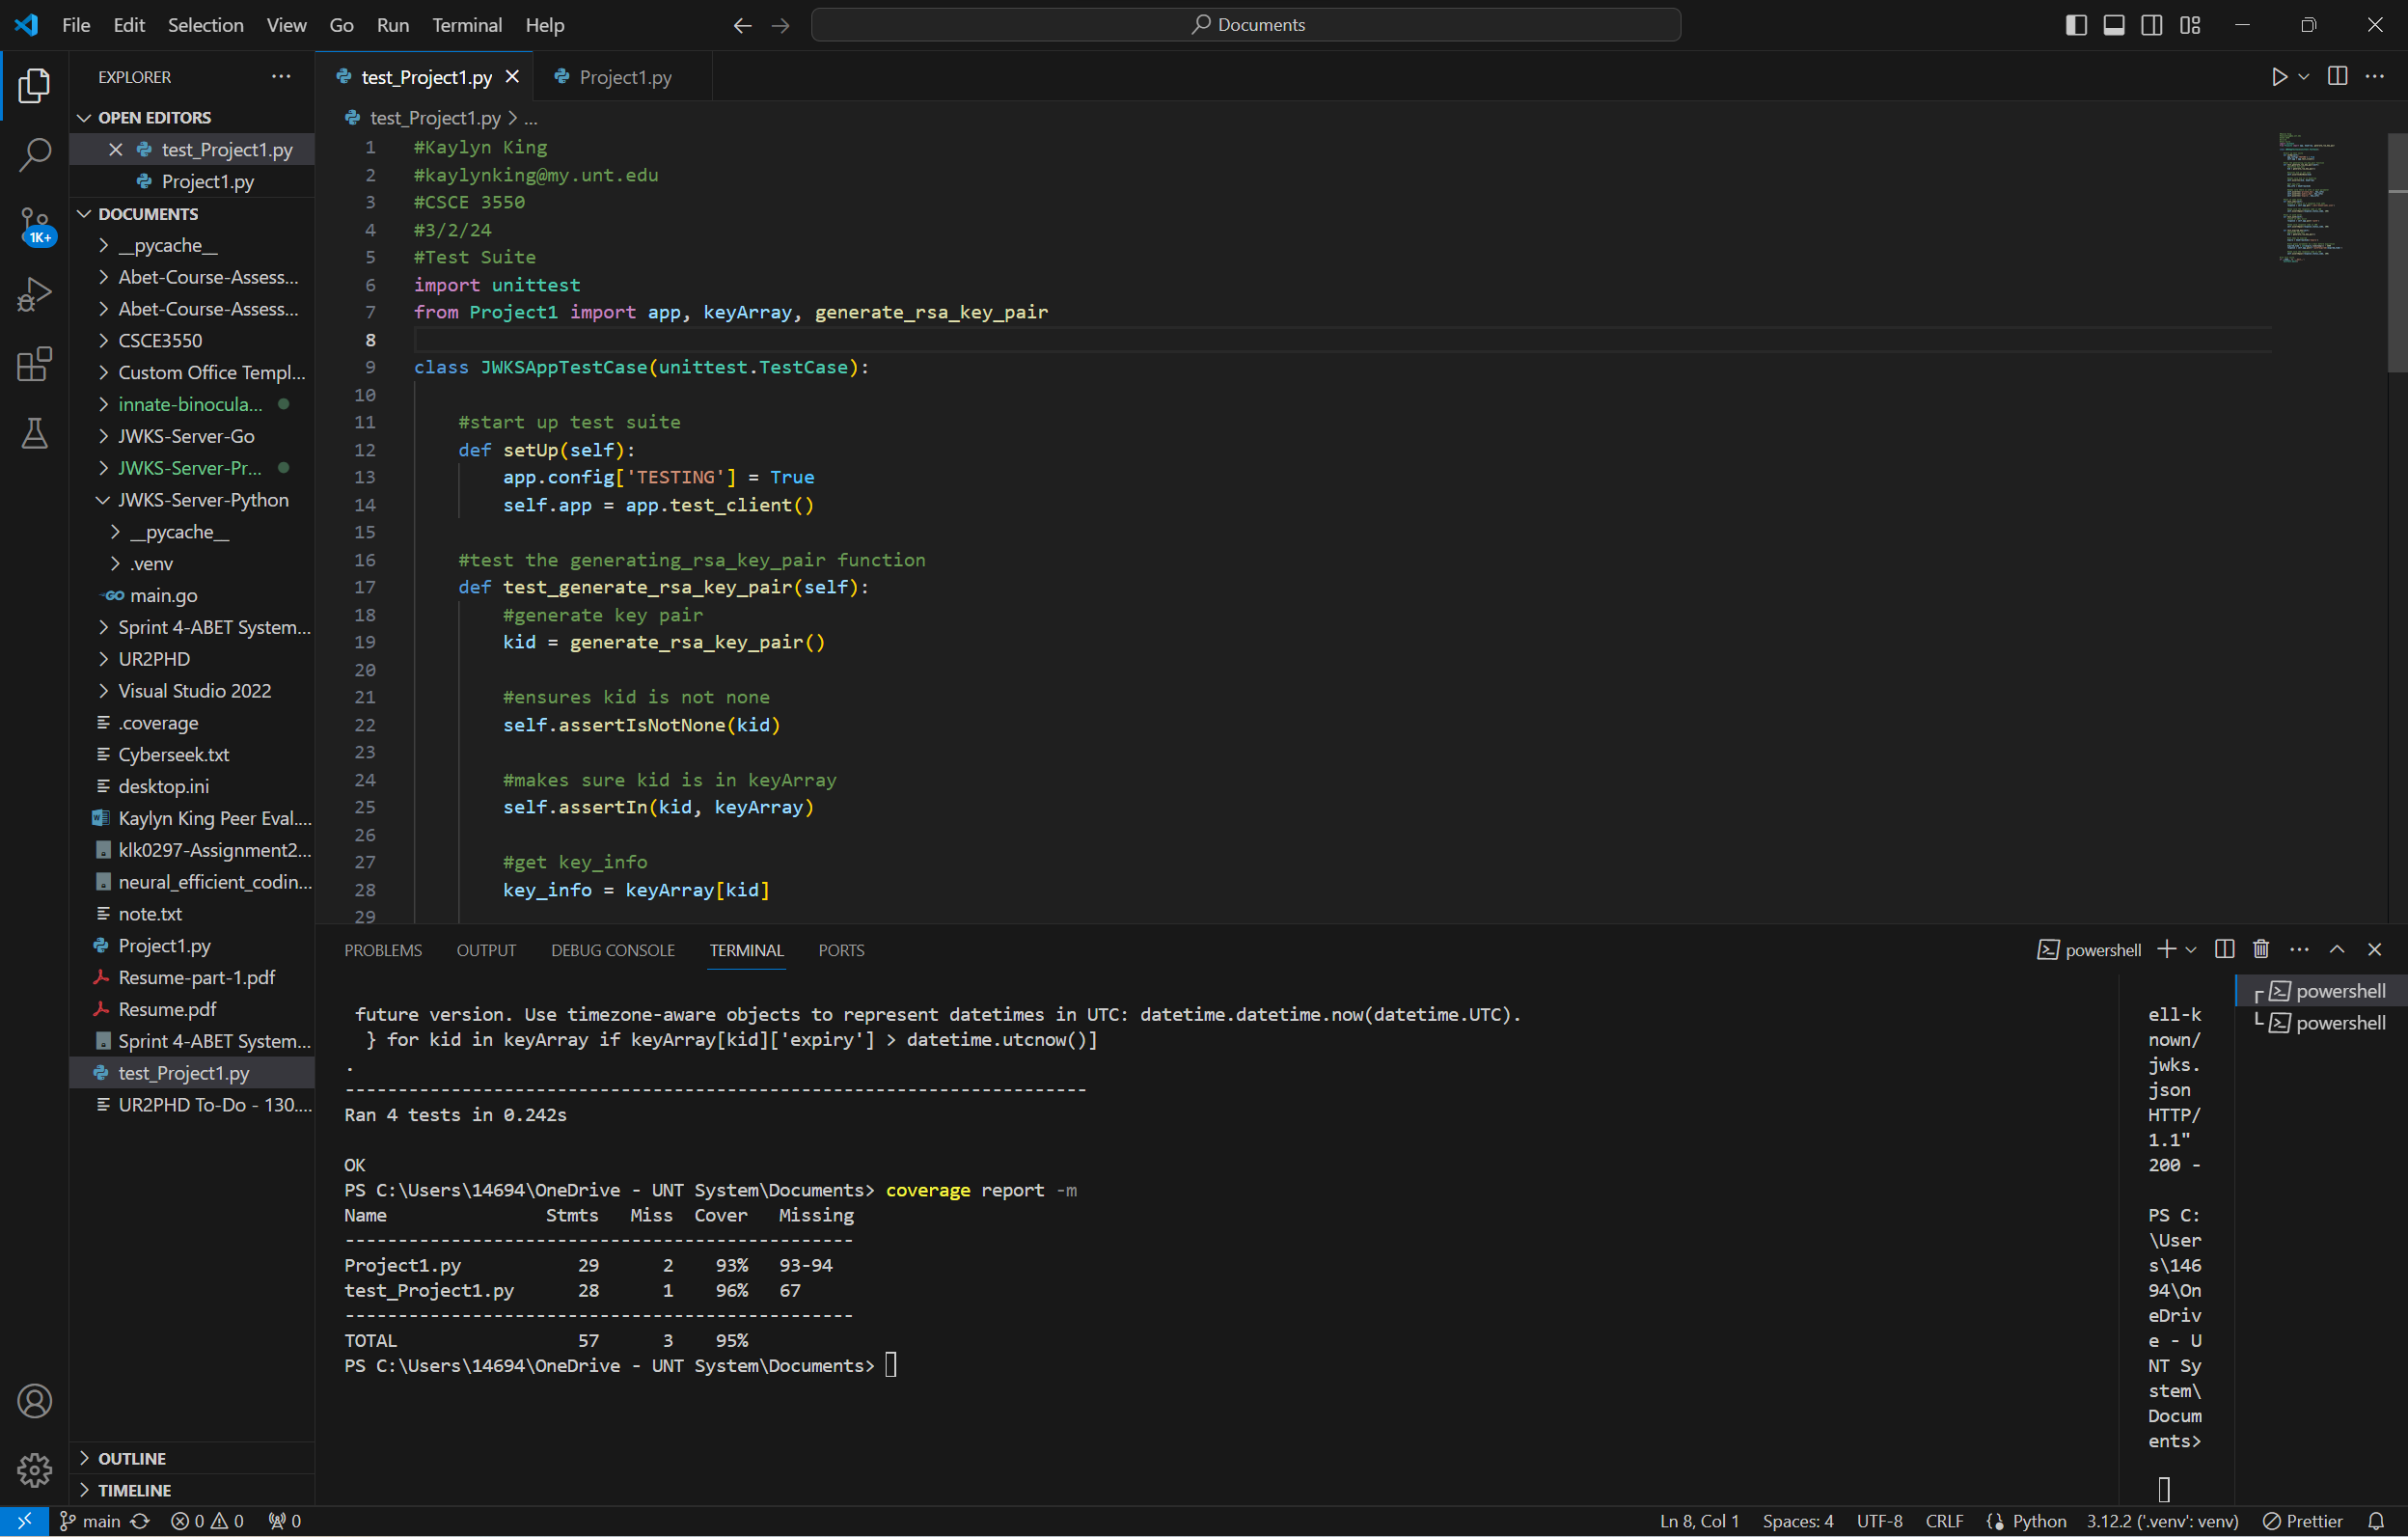 File Edit Selection View Go Run Terminal Help
Documents
EXPLORER
OPEN EDITORS
test_Project1.py
Project1.py
DOCUMENTS
__pycache__
Abet-Course-Assess...
Abet-Course-Assess...
CSCE3550
Custom Office Templ...
innate-binocula...
JWKS-Server-Go
JWKS-Server-Pr...
JWKS-Server-Python
__pycache__
.venv
main.go
Sprint 4-ABET System...
UR2PHD
Visual Studio 2022
.coverage
Cyberseek.txt
desktop.ini
Kaylyn King Peer Eval....
klk0297-Assignment2...
neural_efficient_codin...
note.txt
Project1.py
Resume-part-1.pdf
Resume.pdf
Sprint 4-ABET System...
test_Project1.py
UR2PHD To-Do - 130....
OUTLINE
TIMELINE
1K+
test_Project1.py Project1.py
test_Project1.py > ...
1 #Kaylyn King
2 #kaylynking@my.unt.edu
3 #CSCE 3550
4 #3/2/24
5 #Test Suite
6 import unittest
7 from Project1 import app, keyArray, generate_rsa_key_pair
8
9 class JWKSAppTestCase(unittest.TestCase):
10
11 #start up test suite
12 def setUp(self):
13 app.config['TESTING'] = True
14 self.app = app.test_client()
15
16 #test the generating_rsa_key_pair function
17 def test_generate_rsa_key_pair(self):
18 #generate key pair
19 kid = generate_rsa_key_pair()
20
21 #ensures kid is not none
22 self.assertIsNotNone(kid)
23
24 #makes sure kid is in keyArray
25 self.assertIn(kid, keyArray)
26
27 #get key_info
28 key_info = keyArray[kid]
29
PROBLEMS OUTPUT DEBUG CONSOLE TERMINAL PORTS
powershell
future version. Use timezone-aware objects to represent datetimes in UTC: datetime.datetime.now(datetime.UTC).
} for kid in keyArray if keyArray[kid]['expiry'] > datetime.utcnow()]
.
----------------------------------------------------------------------
Ran 4 tests in 0.242s
OK
PS C:\Users\14694\OneDrive - UNT System\Documents> coverage report -m
Name Stmts Miss Cover Missing
------------------------------------------------
Project1.py 29 2 93% 93-94
test_Project1.py 28 1 96% 67
------------------------------------------------
TOTAL 57 3 95%
PS C:\Users\14694\OneDrive - UNT System\Documents>
ell-k
nown/
jwks.
json
HTTP/
1.1"
200 -
PS C:
\User
s\146
94\On
eDriv
e - U
NT Sy
stem\
Docum
ents>
powershell
powershell
main 0 0 0
Ln 8, Col 1 Spaces: 4 UTF-8 CRLF Python 3.12.2 ('.venv': venv) Prettier